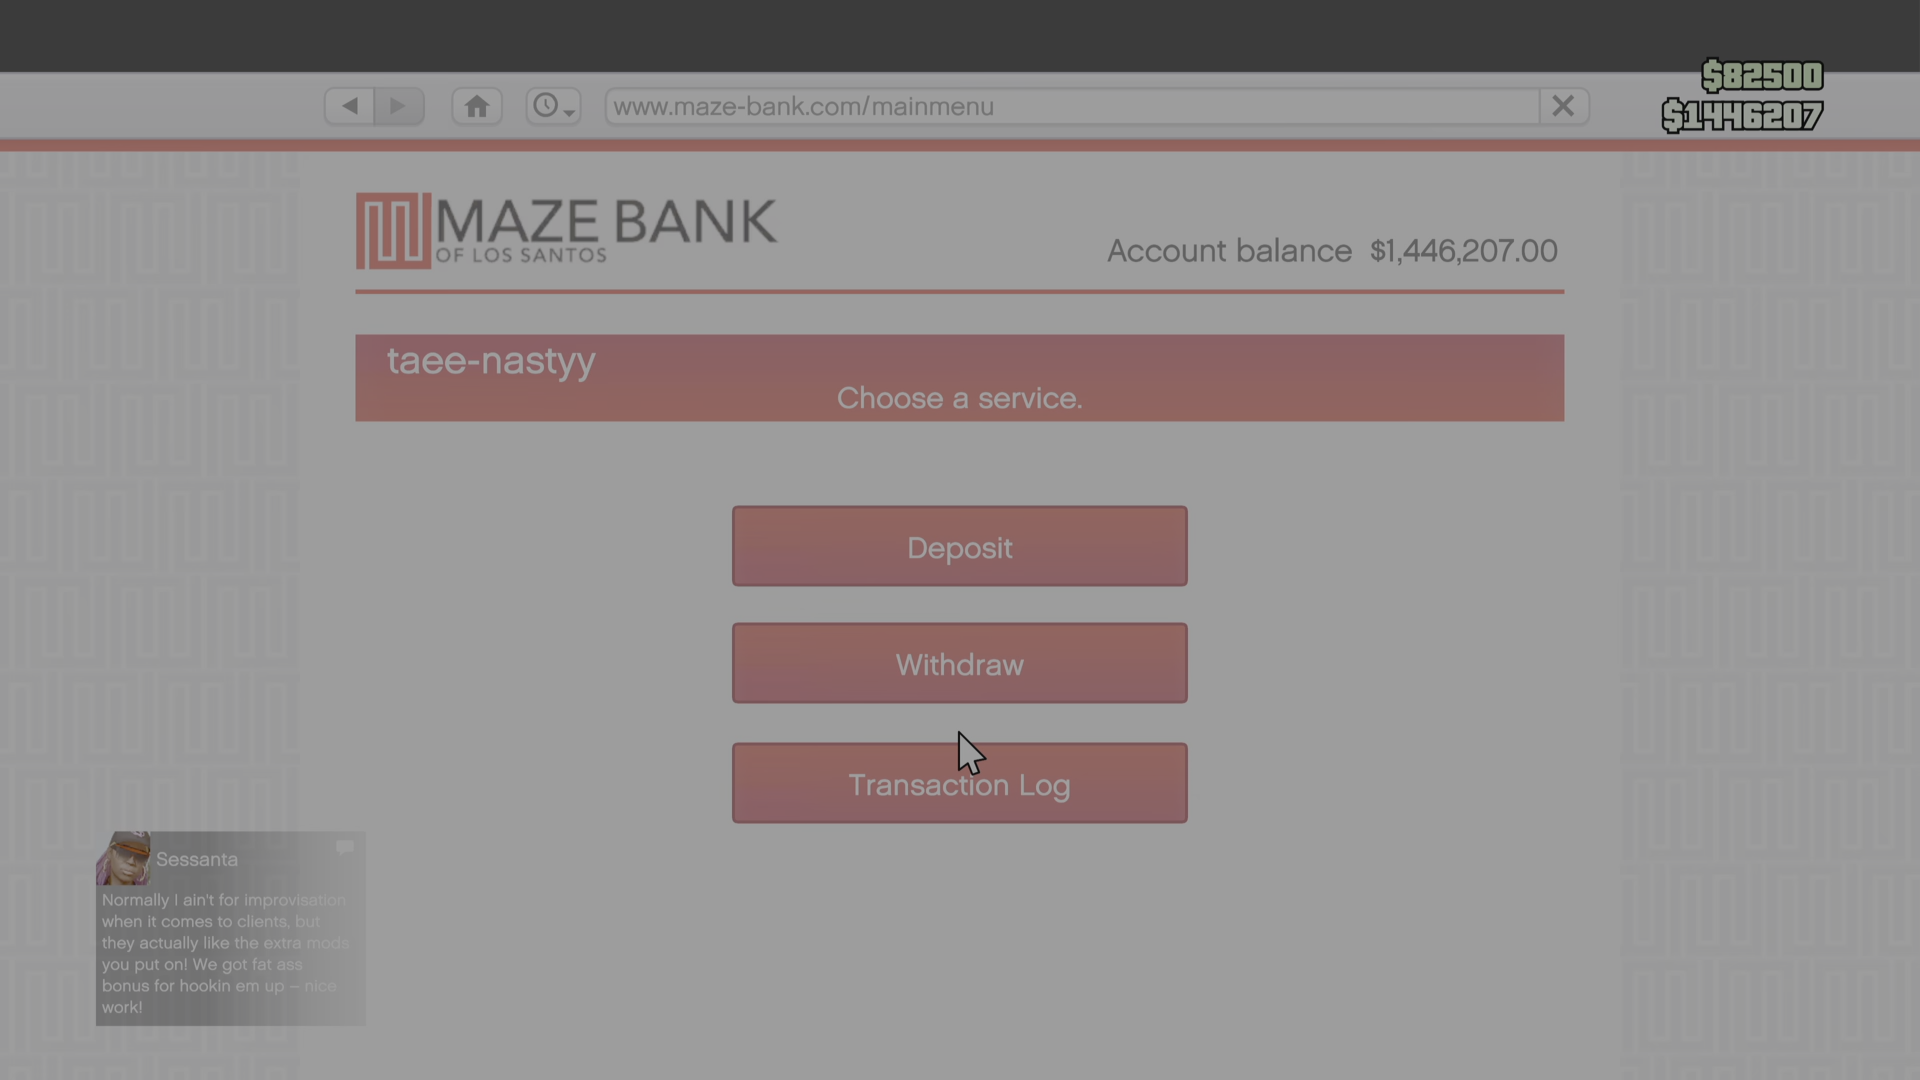 $82500
www.maze-bank.com/mainmenu
$1446207
MAZE BANK
OF LOS SANTOS
Account balance $1,446,207.00
taee-nastyy
Choose a service.
Deposit
Withdraw
Transaction Log
Sessanta
Normally I ain't for improvisation
when it comes to clients, but
they actually like the extra mods
you put on! We got fat ass
bonus for hookin em up – nice
work!